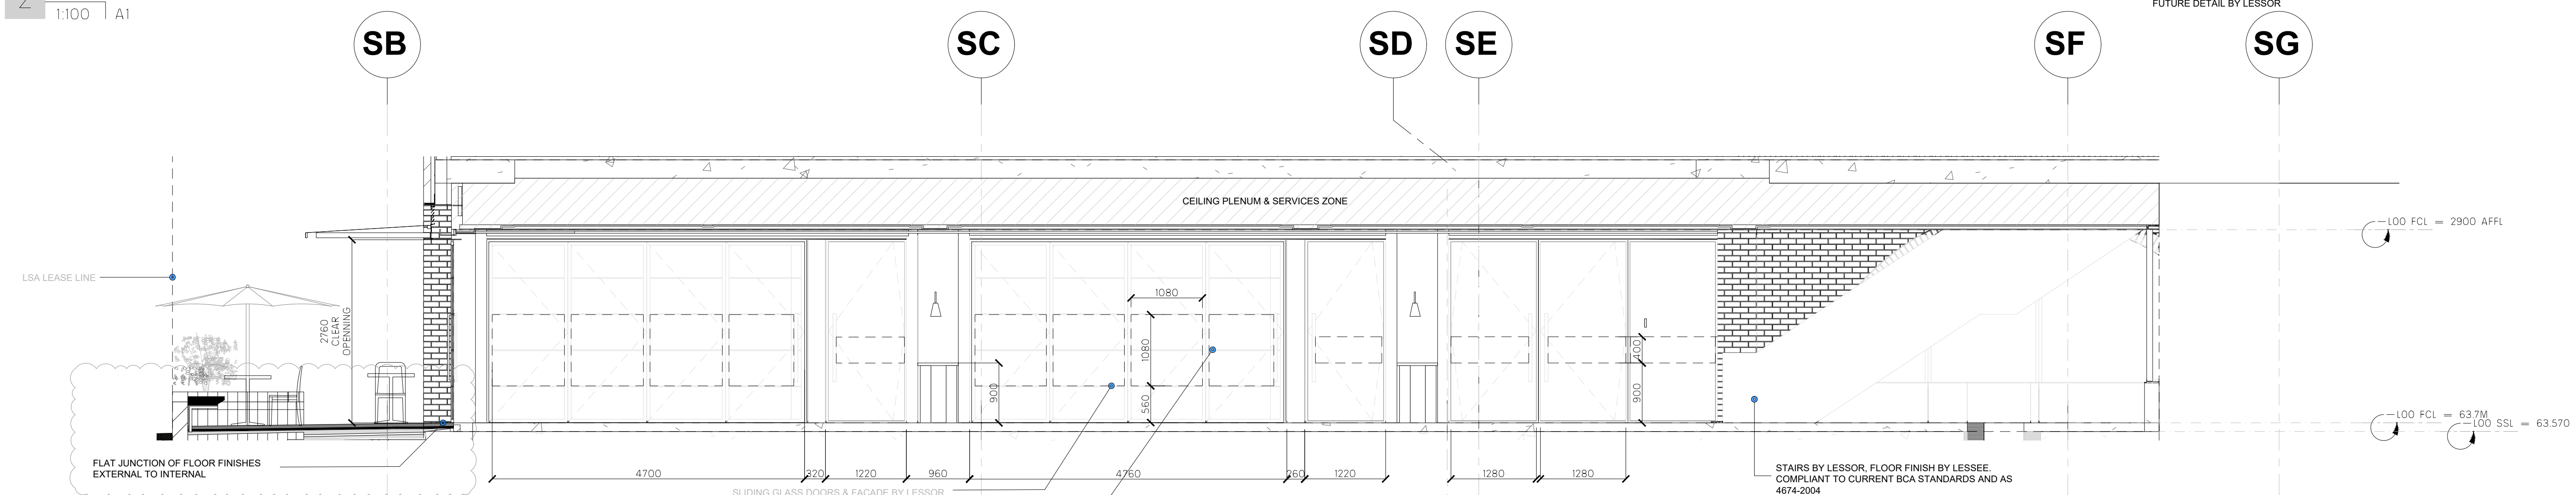 2
1:100 A1
FUTURE DETAIL BY LESSOR
SB
SC
SD
SE
SF
SG
CEILING PLENUM & SERVICES ZONE
L00 FCL = 2900 AFFL
LSA LEASE LINE
2760
CLEAR
OPENNING
1080
1080
560
900
400
900
L00 FCL = 63.7M
L00 SSL = 63.570
FLAT JUNCTION OF FLOOR FINISHES
EXTERNAL TO INTERNAL
4700
320
1220
960
4760
260
1220
1280
1280
STAIRS BY LESSOR, FLOOR FINISH BY LESSEE.
COMPLIANT TO CURRENT BCA STANDARDS AND AS
4674-2004
SLIDING GLASS DOORS & FACADE BY LESSOR